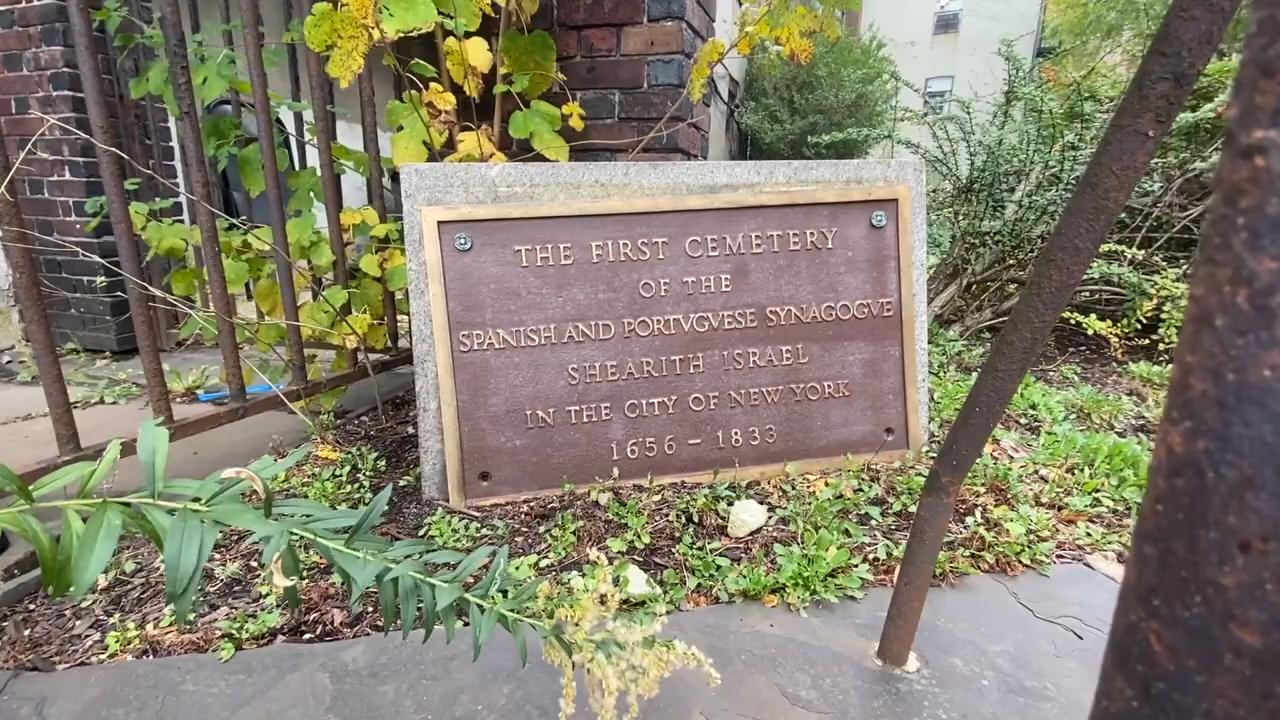 THE FIRST CEMETERY
OF THE
SPANISH AND PORTVGVESE SYNAGOGVE
SHEARITH ISRAEL
IN THE CITY OF NEW YORK
1656 – 1833